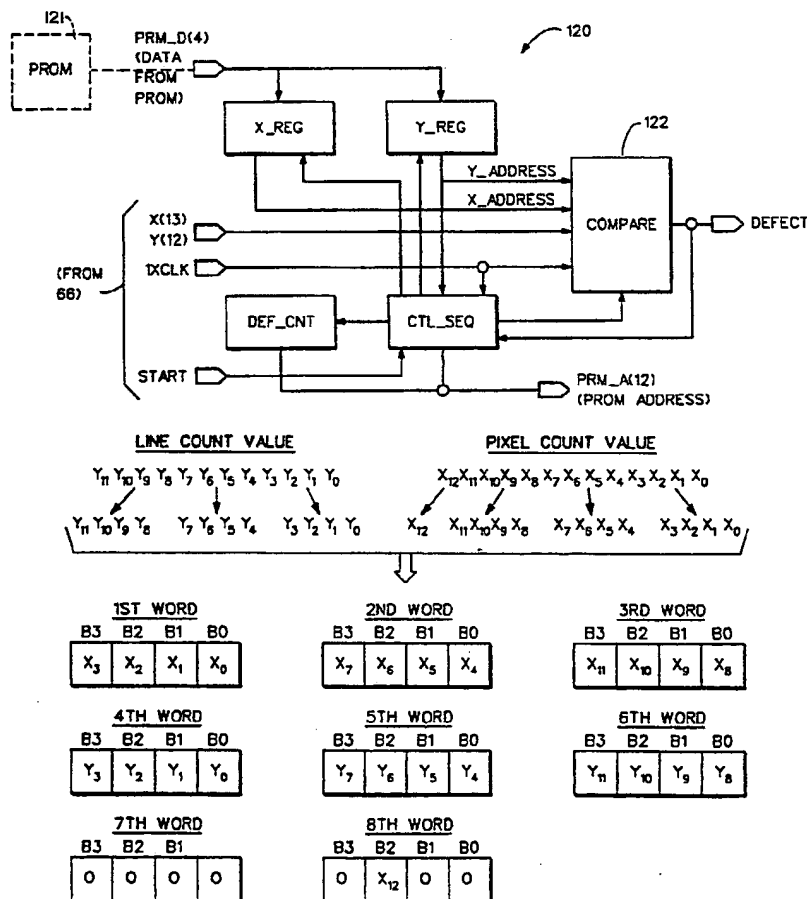 121
PROM
PRM_D(4)
(DATA
FROM
PROM)
120
X_REG
Y_REG
122
Y_ADDRESS
X_ADDRESS
COMPARE
DEFECT
X(13)
Y(12)
1XCLK
(FROM
66)
DEF_CNT
CTL_SEQ
START
PRM_A(12)
(PROM ADDRESS)
LINE COUNT VALUE
PIXEL COUNT VALUE
Y₁₁ Y₁₀ Y₉ Y₈ Y₇ Y₆ Y₅ Y₄ Y₃ Y₂ Y₁ Y₀
X₁₂ X₁₁ X₁₀ X₉ X₈ X₇ X₆ X₅ X₄ X₃ X₂ X₁ X₀
Y₁₁ Y₁₀ Y₉ Y₈ Y₇ Y₆ Y₅ Y₄ Y₃ Y₂ Y₁ Y₀
X₁₂ X₁₁ X₁₀ X₉ X₈ X₇ X₆ X₅ X₄ X₃ X₂ X₁ X₀
1ST WORD
B3 B2 B1 B0
X₃ X₂ X₁ X₀
2ND WORD
B3 B2 B1 B0
X₇ X₆ X₅ X₄
3RD WORD
B3 B2 B1 B0
X₁₁ X₁₀ X₉ X₈
4TH WORD
B3 B2 B1 B0
Y₃ Y₂ Y₁ Y₀
5TH WORD
B3 B2 B1 B0
Y₇ Y₆ Y₅ Y₄
6TH WORD
B3 B2 B1 B0
Y₁₁ Y₁₀ Y₉ Y₈
7TH WORD
B3 B2 B1
0 0 0 0
8TH WORD
B3 B2 B1 B0
0 X₁₂ 0 0